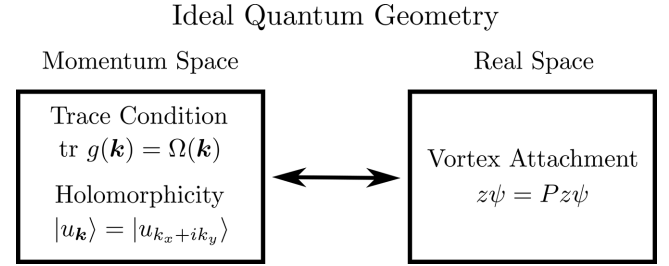 Ideal Quantum Geometry
Momentum Space
Real Space
Trace Condition
tr g(𝒌) = Ω(𝒌)
Holomorphicity
|u_𝒌⟩ = |u_{k_x+ik_y}⟩
Vortex Attachment
zψ = Pzψ